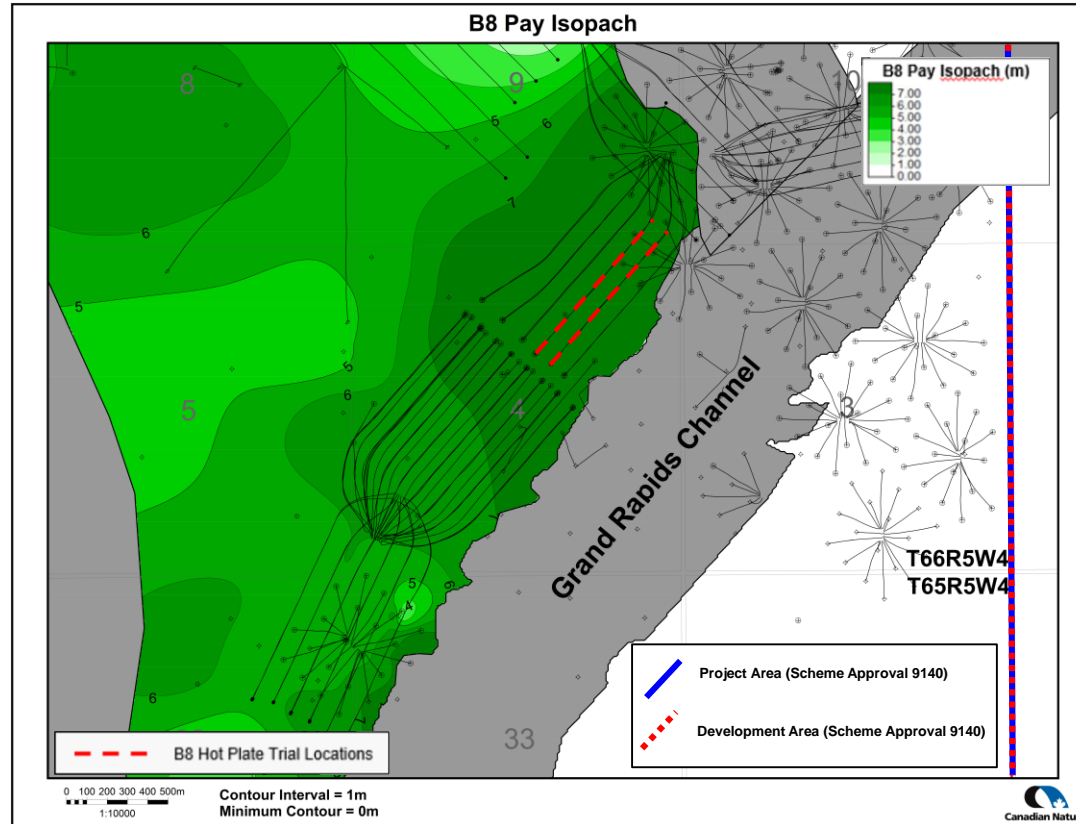 B8 Pay Isopach
8
9
10
B8 Pay Isopach (m)
7.00
6.00
5.00
4.00
3.00
2.00
1.00
0.00
5
6
7
6
5
5
6
5
4
3
Grand Rapids Channel
T66R5W4
T65R5W4
5
6
4
6
7
33
Project Area (Scheme Approval 9140)
Development Area (Scheme Approval 9140)
B8 Hot Plate Trial Locations
0 100 200 300 400 500m
1:10000
Contour Interval = 1m
Minimum Contour = 0m
Canadian Natu